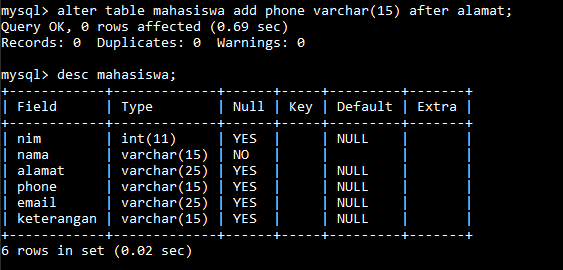 mysql> alter table mahasiswa add phone varchar(15) after alamat;
Query OK, 0 rows affected (0.69 sec)
Records: 0  Duplicates: 0  Warnings: 0

mysql> desc mahasiswa;
+------------+-------------+------+-----+---------+-------+
| Field      | Type        | Null | Key | Default | Extra |
+------------+-------------+------+-----+---------+-------+
| nim        | int(11)     | YES  |     | NULL    |       |
| nama       | varchar(15) | NO   |     |         |       |
| alamat     | varchar(25) | YES  |     | NULL    |       |
| phone      | varchar(15) | YES  |     | NULL    |       |
| email      | varchar(25) | YES  |     | NULL    |       |
| keterangan | varchar(15) | YES  |     | NULL    |       |
+------------+-------------+------+-----+---------+-------+
6 rows in set (0.02 sec)